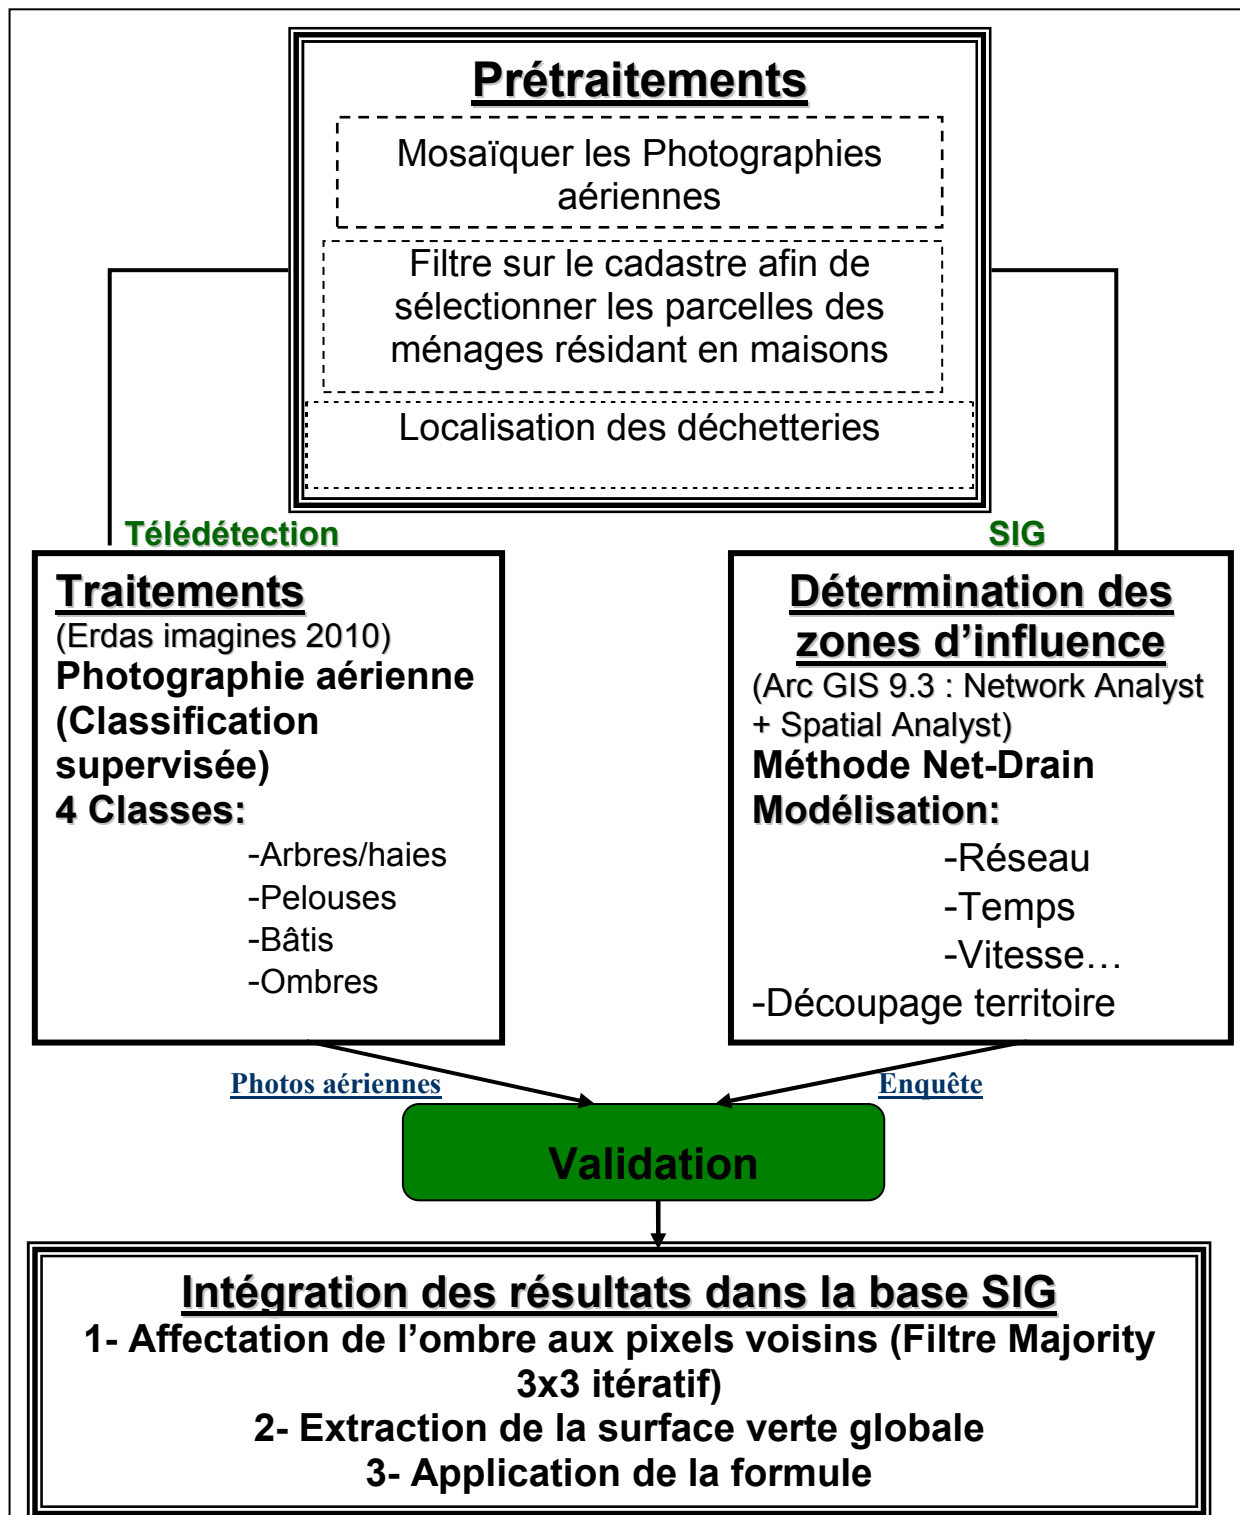 Prétraitements
Mosaïquer les Photographies
aériennes
Filtre sur le cadastre afin de
sélectionner les parcelles des
ménages résidant en maisons
Localisation des déchetteries
Télédétection
Traitements
(Erdas imagines 2010)
Photographie aérienne
(Classification
supervisée)
4 Classes:
-Arbres/haies
-Pelouses
-Bâtis
-Ombres
SIG
Détermination des
zones d’influence
(Arc GIS 9.3 : Network Analyst
+ Spatial Analyst)
Méthode Net-Drain
Modélisation:
-Réseau
-Temps
-Vitesse…
-Découpage territoire
Photos aériennes
Enquête
Validation
Intégration des résultats dans la base SIG
1- Affectation de l’ombre aux pixels voisins (Filtre Majority
3x3 itératif)
2- Extraction de la surface verte globale
3- Application de la formule